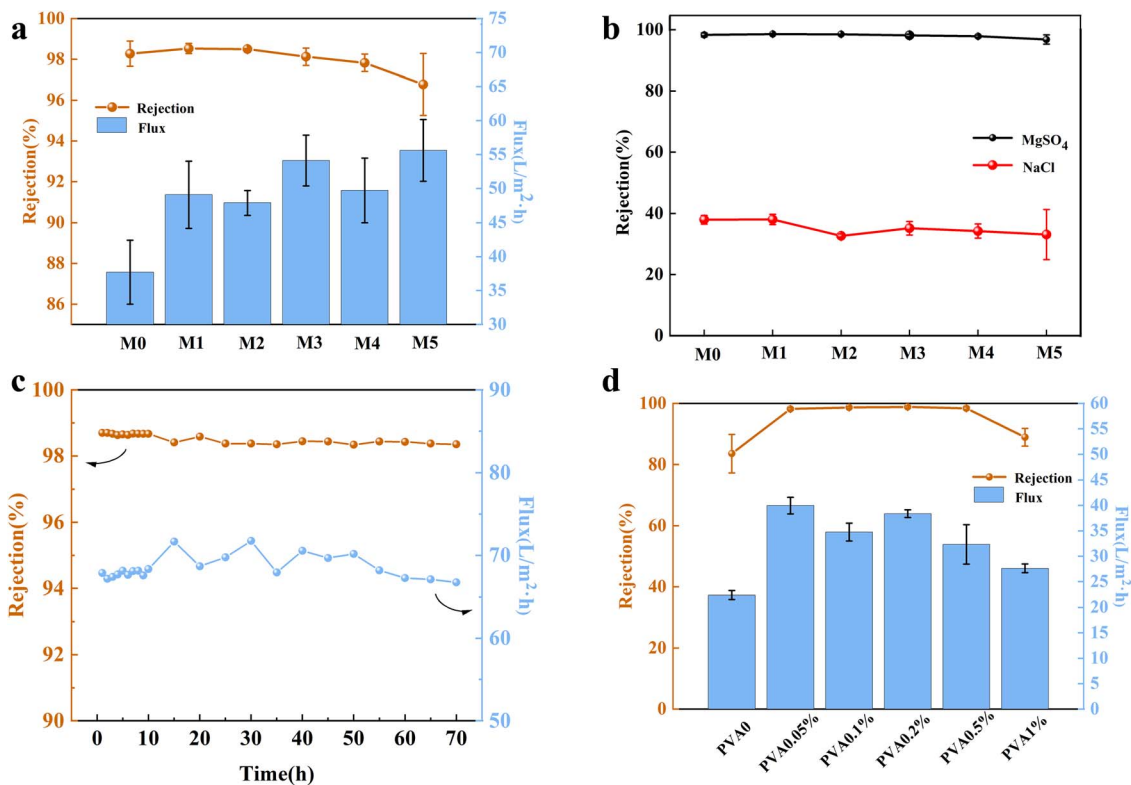 a
100
98
96
94
92
90
88
86
Rejection(%)
Rejection
Flux
75
70
65
60
55
50
45
40
35
30
Flux(L/m²·h)
M0 M1 M2 M3 M4 M5
b
100
80
60
40
20
0
Rejection(%)
MgSO₄
NaCl
M0 M1 M2 M3 M4 M5
c
100
98
96
94
92
90
Rejection(%)
90
80
70
60
50
Flux(L/m²·h)
0 10 20 30 40 50 60 70
Time(h)
d
100
80
60
40
20
0
Rejection(%)
Rejection
Flux
60
55
50
45
40
35
30
25
20
15
10
5
0
Flux(L/m²·h)
PVA0 PVA0.05% PVA0.1% PVA0.2% PVA0.5% PVA1%